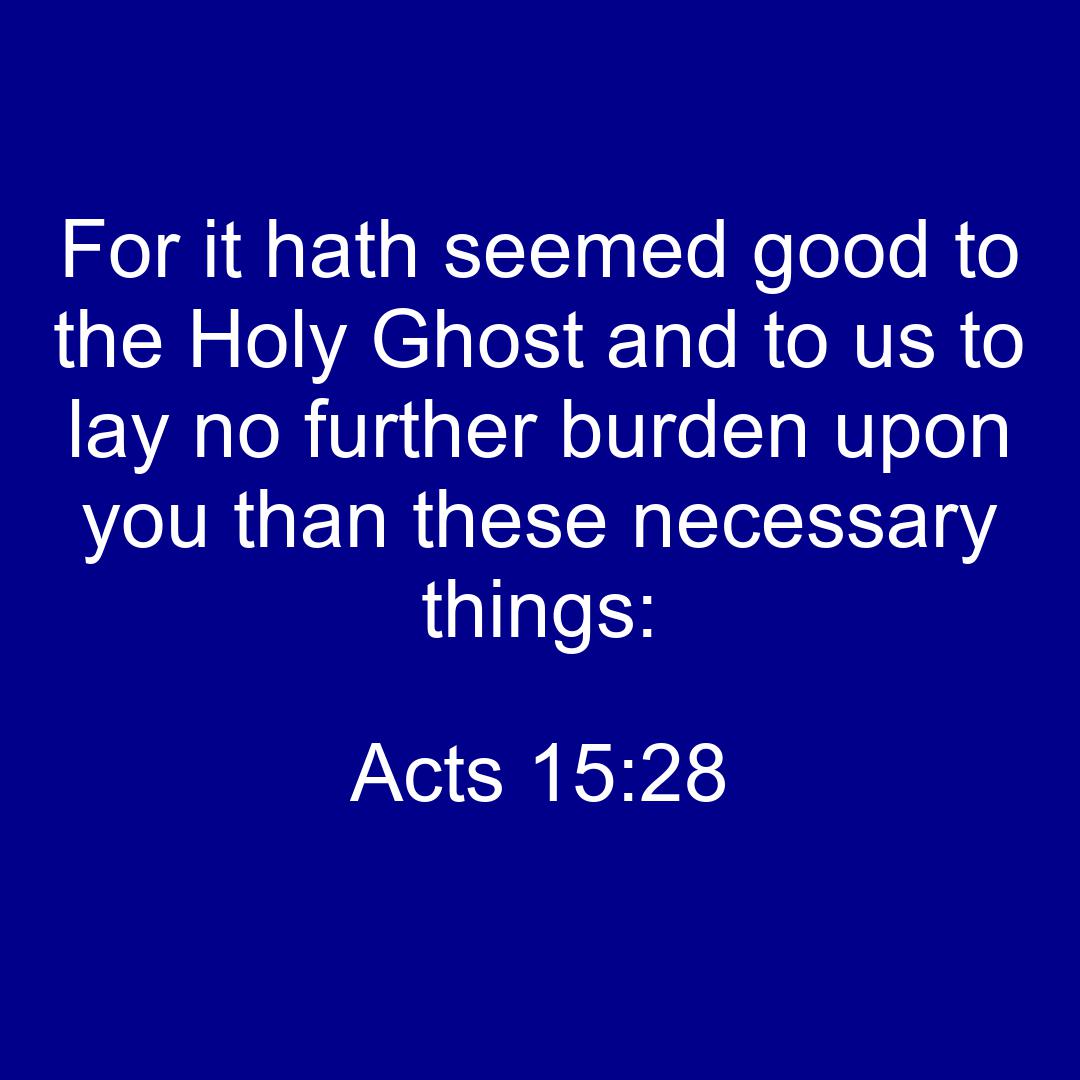 For it hath seemed good to
the Holy Ghost and to us to
lay no further burden upon
you than these necessary
things:
Acts 15:28